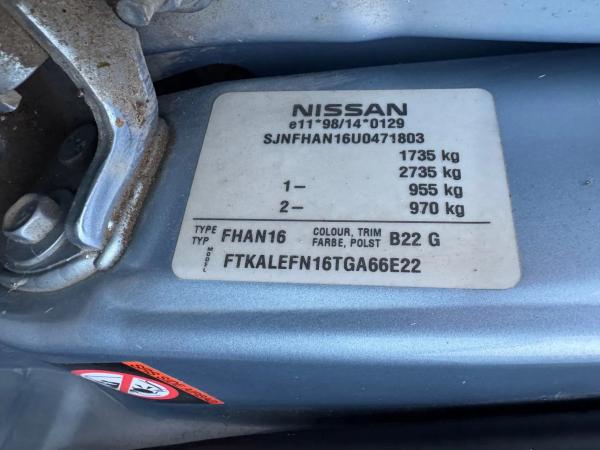 NISSAN
e11*98/14*0129
SJNFHAN16U0471803
1735 kg
2735 kg
1– 955 kg
2– 970 kg
TYPE TYP FHAN16 COLOUR, TRIM FARBE, POLST B22 G
MODEL FTKALEFN16TGA66E22